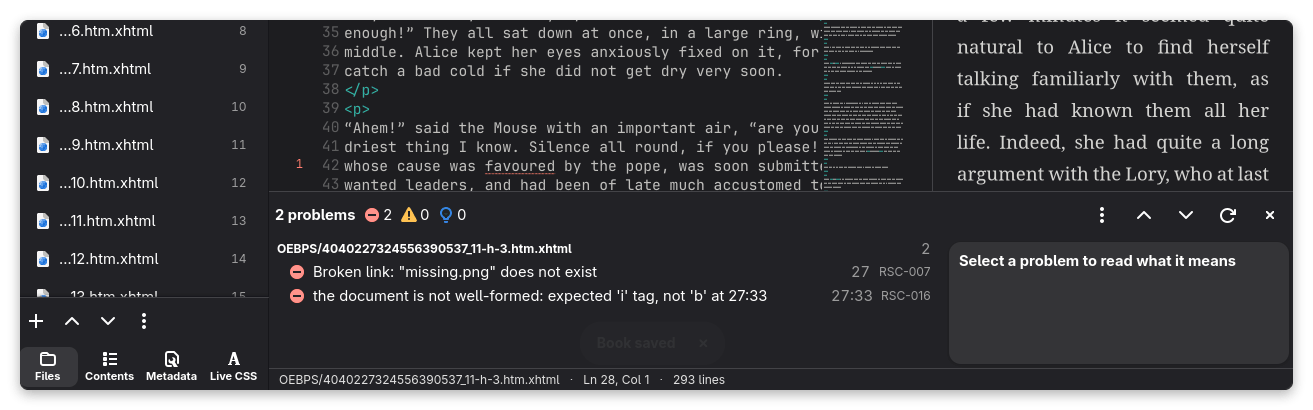 ...6.htm.xhtml 8
...7.htm.xhtml 9
...8.htm.xhtml 10
...9.htm.xhtml 11
...10.htm.xhtml 12
...11.htm.xhtml 13
...12.htm.xhtml 14
...13.htm.xhtml 15
Files
Contents
Metadata
Live CSS
35 enough!” They all sat down at once, in a large ring,
36 middle. Alice kept her eyes anxiously fixed on it, for
37 catch a bad cold if she did not get dry very soon.
38 </p>
39 <p>
40 “Ahem!” said the Mouse with an important air, “are you
41 driest thing I know. Silence all round, if you please!
1 42 whose cause was favoured by the pope, was soon submitte
43 wanted leaders, and had been of late much accustomed t
a few minutes it seemed quite
natural to Alice to find herself
talking familiarly with them, as
if she had known them all her
life. Indeed, she had quite a long
argument with the Lory, who at last
2 problems 2 0 0
OEBPS/4040227324556390537_11-h-3.htm.xhtml 2
Broken link: "missing.png" does not exist 27 RSC-007
the document is not well-formed: expected 'i' tag, not 'b' at 27:33 27:33 RSC-016
Select a problem to read what it means
Book saved
OEBPS/4040227324556390537_11-h-3.htm.xhtml · Ln 28, Col 1 · 293 lines